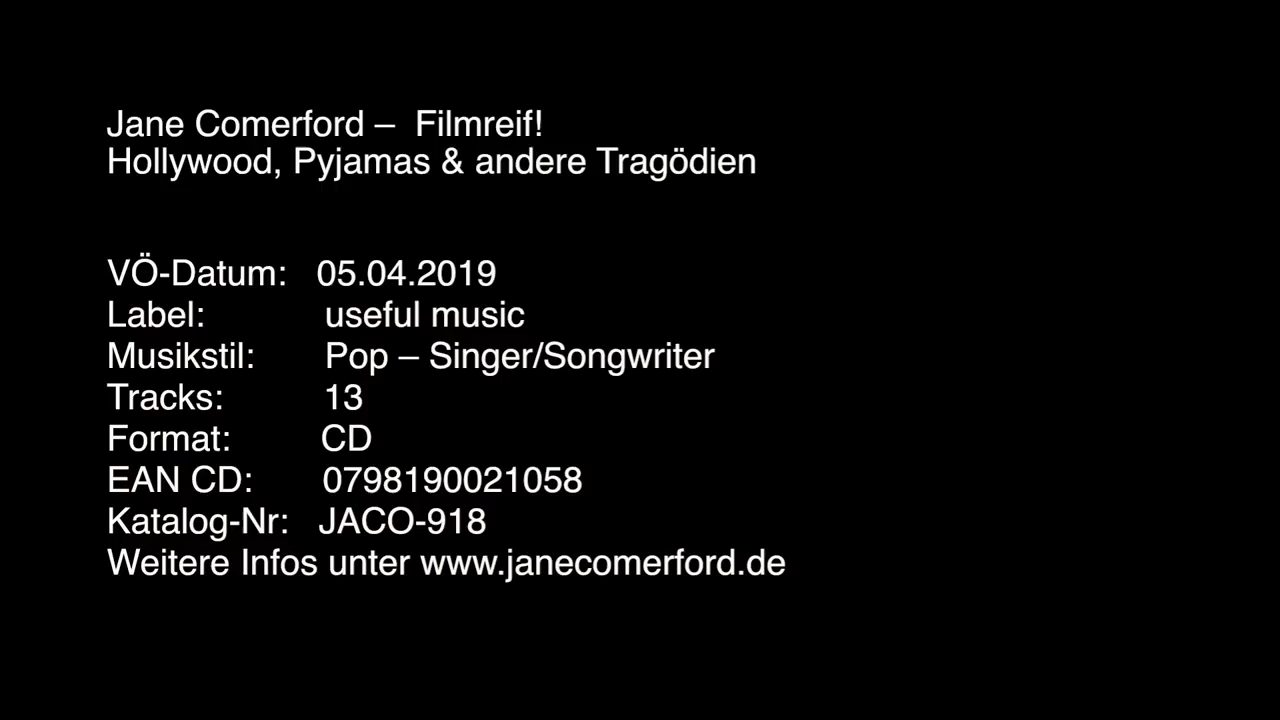 Jane Comerford – Filmreif!
Hollywood, Pyjamas & andere Tragödien
VÖ-Datum: 05.04.2019
Label: useful music
Musikstil: Pop – Singer/Songwriter
Tracks: 13
Format: CD
EAN CD: 0798190021058
Katalog-Nr: JACO-918
Weitere Infos unter www.janecomerford.de